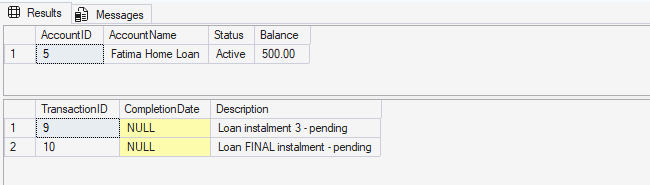 Results Messages
AccountID AccountName Status Balance
1 5 Fatima Home Loan Active 500.00
TransactionID CompletionDate Description
1 9 NULL Loan instalment 3 - pending
2 10 NULL Loan FINAL instalment - pending